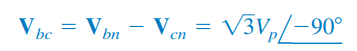 V_bc = V_bn − V_cn = √3V_p∠−90°